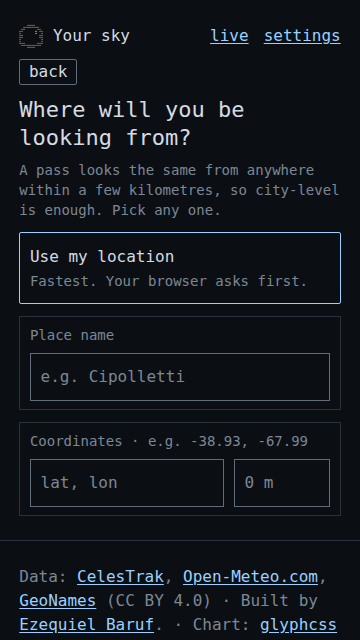 Your sky live settings
back
Where will you be
looking from?
A pass looks the same from anywhere
within a few kilometres, so city-level
is enough. Pick any one.
Use my location
Fastest. Your browser asks first.
Place name
e.g. Cipolletti
Coordinates · e.g. -38.93, -67.99
lat, lon 0 m
Data: CelesTrak, Open-Meteo.com,
GeoNames (CC BY 4.0) · Built by
Ezequiel Baruf. · Chart: glyphcss